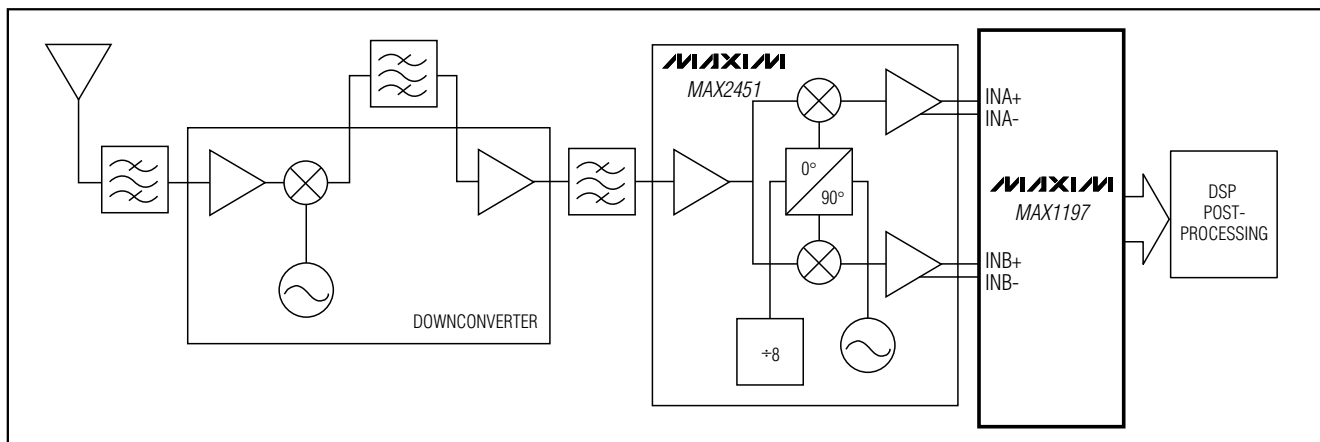 DOWNCONVERTER
MAXIM
MAX2451
0°
90°
÷8
INA+
INA-
MAXIM
MAX1197
INB+
INB-
DSP
POST-
PROCESSING